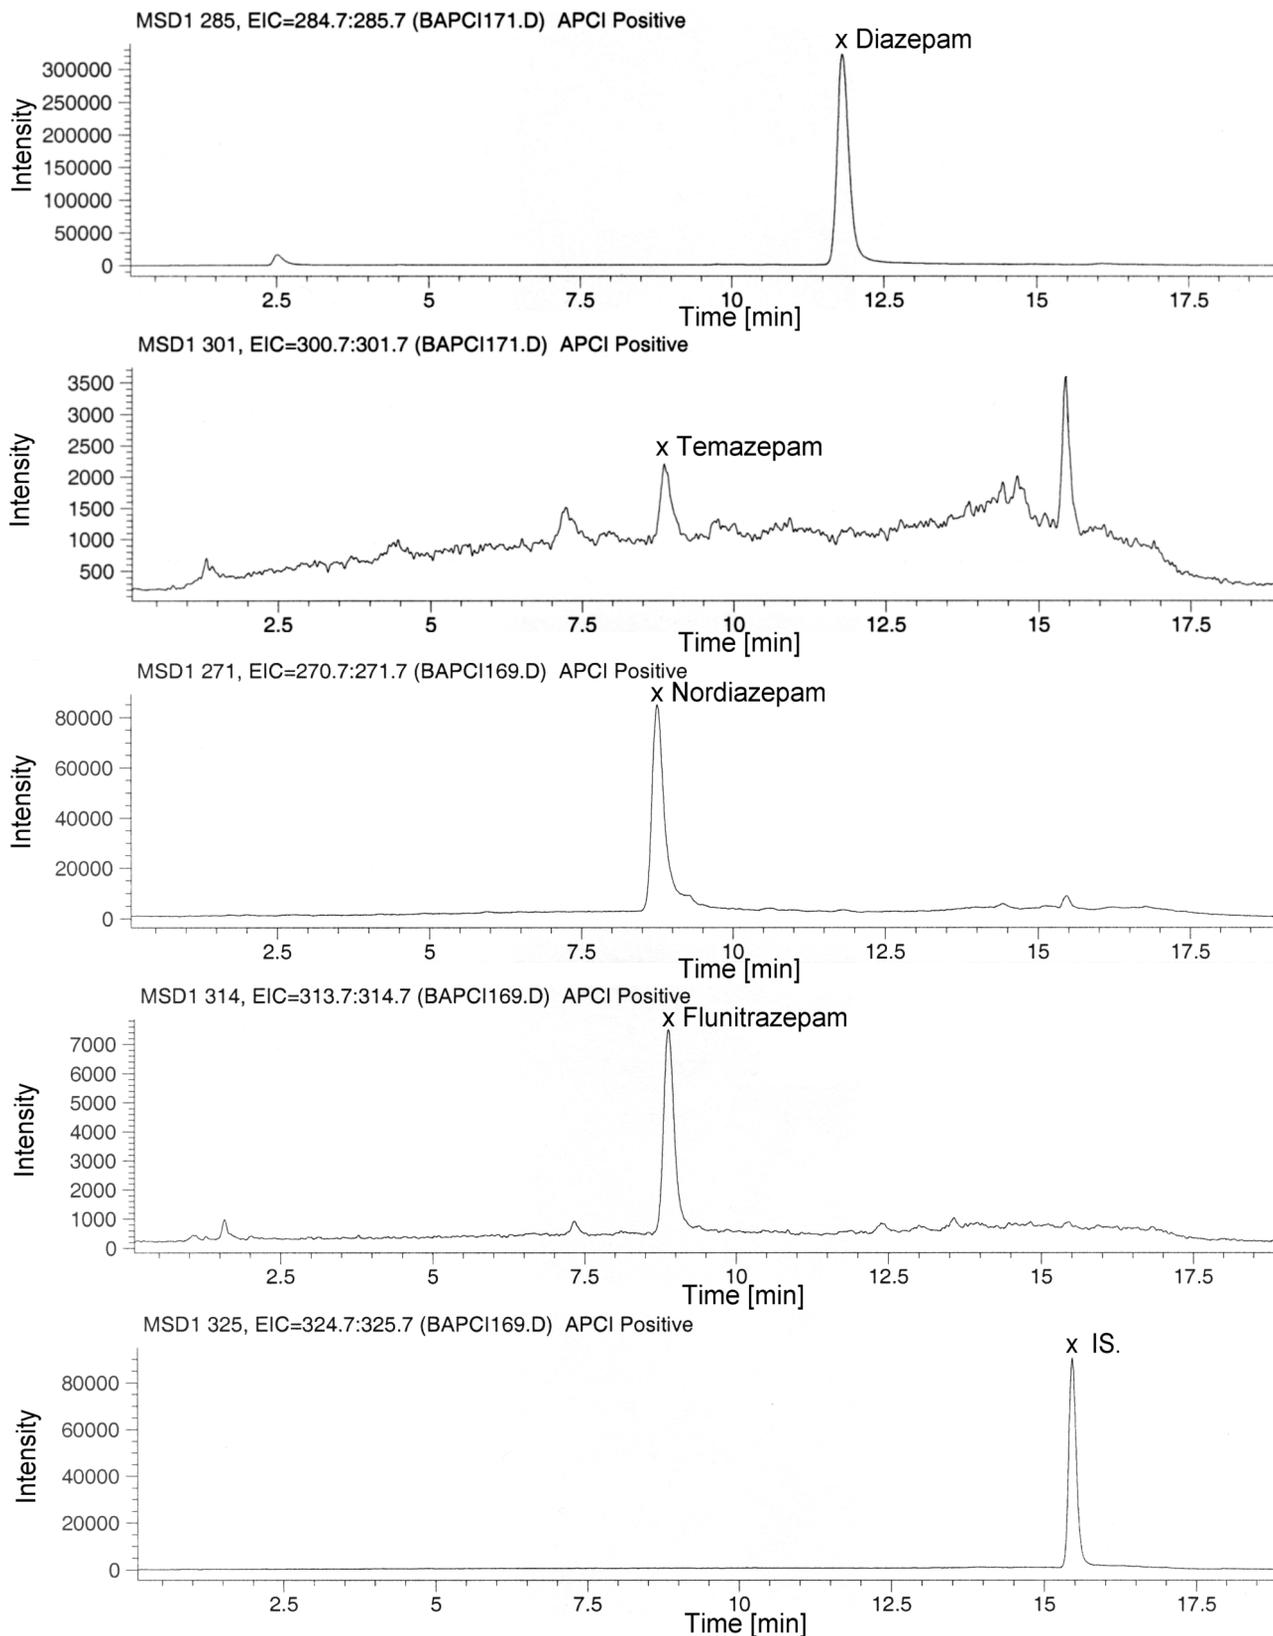 MSD1 285, EIC=284.7:285.7 (BAPCI171.D)  APCI Positive
x Diazepam
Intensity
300000
250000
200000
150000
100000
50000
0
2.5 5 7.5 10 12.5 15 17.5
Time [min]
MSD1 301, EIC=300.7:301.7 (BAPCI171.D)  APCI Positive
x Temazepam
Intensity
3500
3000
2500
2000
1500
1000
500
2.5 5 7.5 10 12.5 15 17.5
Time [min]
MSD1 271, EIC=270.7:271.7 (BAPCI169.D)  APCI Positive
x Nordiazepam
Intensity
80000
60000
40000
20000
0
2.5 5 7.5 10 12.5 15 17.5
Time [min]
MSD1 314, EIC=313.7:314.7 (BAPCI169.D)  APCI Positive
x Flunitrazepam
Intensity
7000
6000
5000
4000
3000
2000
1000
0
2.5 5 7.5 10 12.5 15 17.5
Time [min]
MSD1 325, EIC=324.7:325.7 (BAPCI169.D)  APCI Positive
x IS.
Intensity
80000
60000
40000
20000
0
2.5 5 7.5 10 12.5 15 17.5
Time [min]